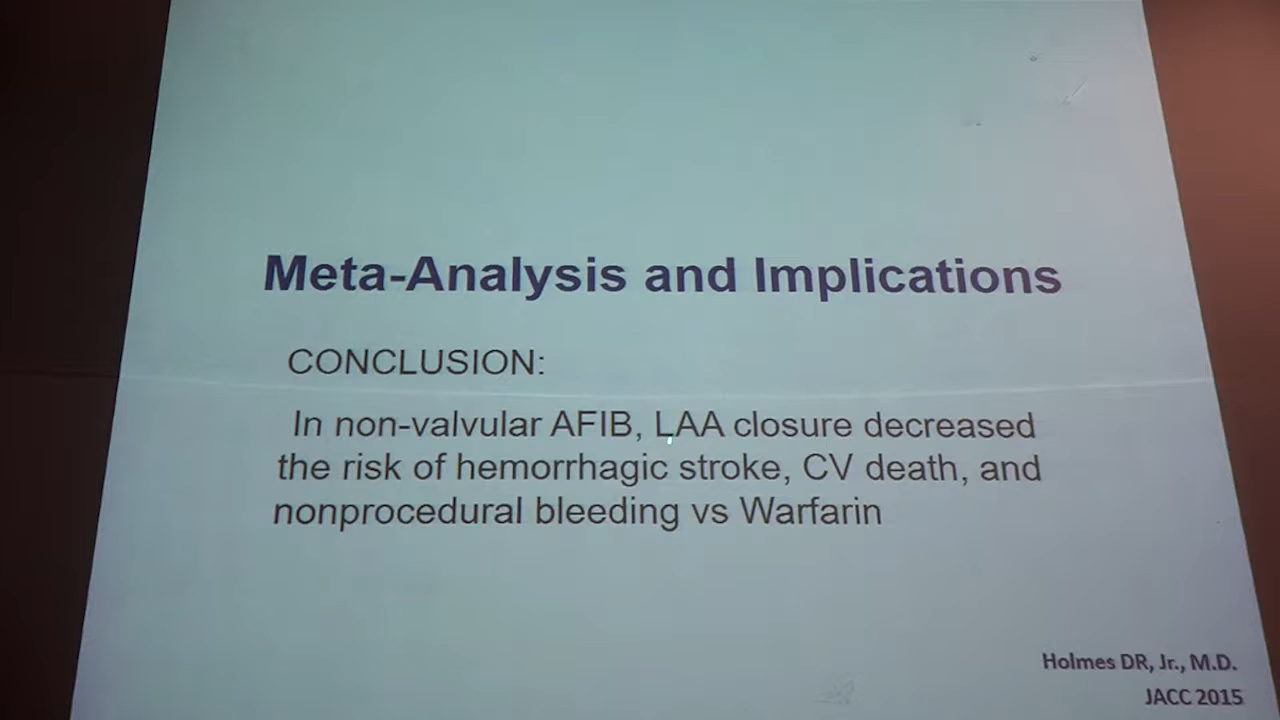 Meta-Analysis and Implications
CONCLUSION:
In non-valvular AFIB, LAA closure decreased
the risk of hemorrhagic stroke, CV death, and
nonprocedural bleeding vs Warfarin
Holmes DR, Jr., M.D.
JACC 2015